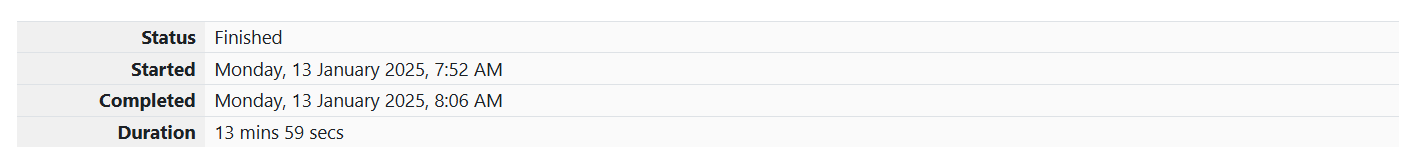 Status Finished
Started Monday, 13 January 2025, 7:52 AM
Completed Monday, 13 January 2025, 8:06 AM
Duration 13 mins 59 secs